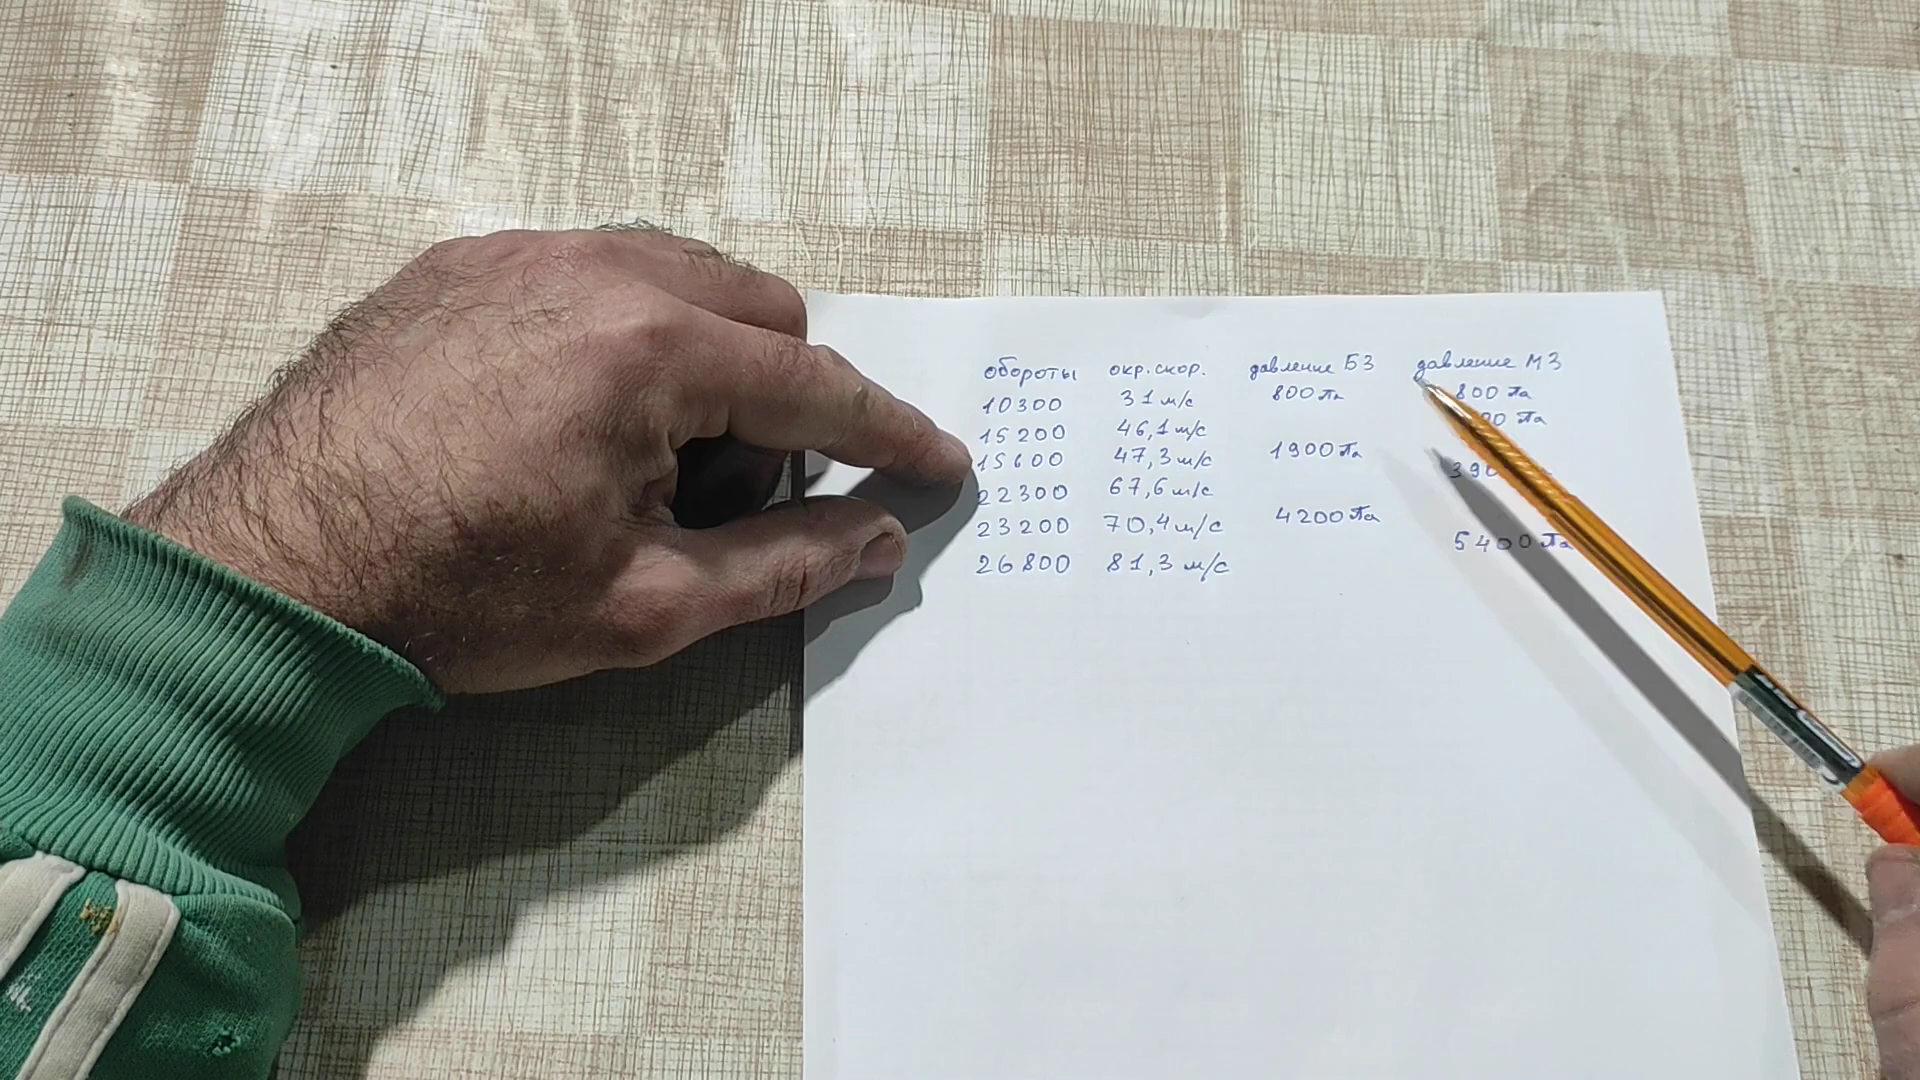 обороты окр. скор. давление БЗ давление МЗ
10300 31 м/с 800 Па 800 Па
15200 46,1 м/с Па
15600 47,3 м/с 1900 Па
22300 67,6 м/с
23200 70,4 м/с 4200 Па
26800 81,3 м/с 5400 Па